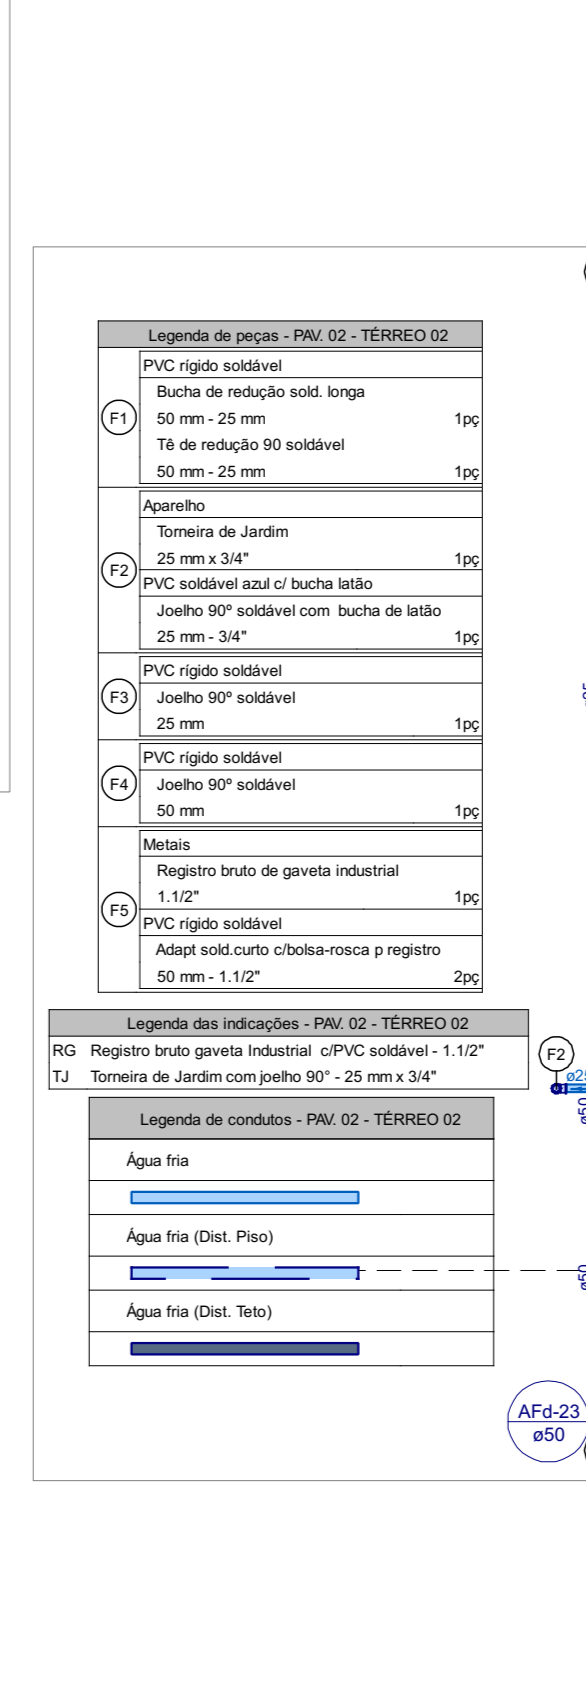 Legenda de peças - PAV. 02 - TÉRREO 02
F1
PVC rígido soldável
Bucha de redução sold. longa
50 mm - 25 mm 1pç
Tê de redução 90 soldável
50 mm - 25 mm 1pç
F2
Aparelho
Torneira de Jardim
25 mm x 3/4" 1pç
PVC soldável azul c/ bucha latão
Joelho 90º soldável com bucha de latão
25 mm - 3/4" 1pç
F3
PVC rígido soldável
Joelho 90º soldável
25 mm 1pç
F4
PVC rígido soldável
Joelho 90º soldável
50 mm 1pç
F5
Metais
Registro bruto de gaveta industrial
1.1/2" 1pç
PVC rígido soldável
Adapt sold.curto c/bolsa-rosca p registro
50 mm - 1.1/2" 2pç
Legenda das indicações - PAV. 02 - TÉRREO 02
RG Registro bruto gaveta Industrial c/PVC soldável - 1.1/2"
TJ Torneira de Jardim com joelho 90° - 25 mm x 3/4"
F2
ø25
ø50
Legenda de condutos - PAV. 02 - TÉRREO 02
Água fria
Água fria (Dist. Piso)
ø50
Água fria (Dist. Teto)
AFd-23
ø50